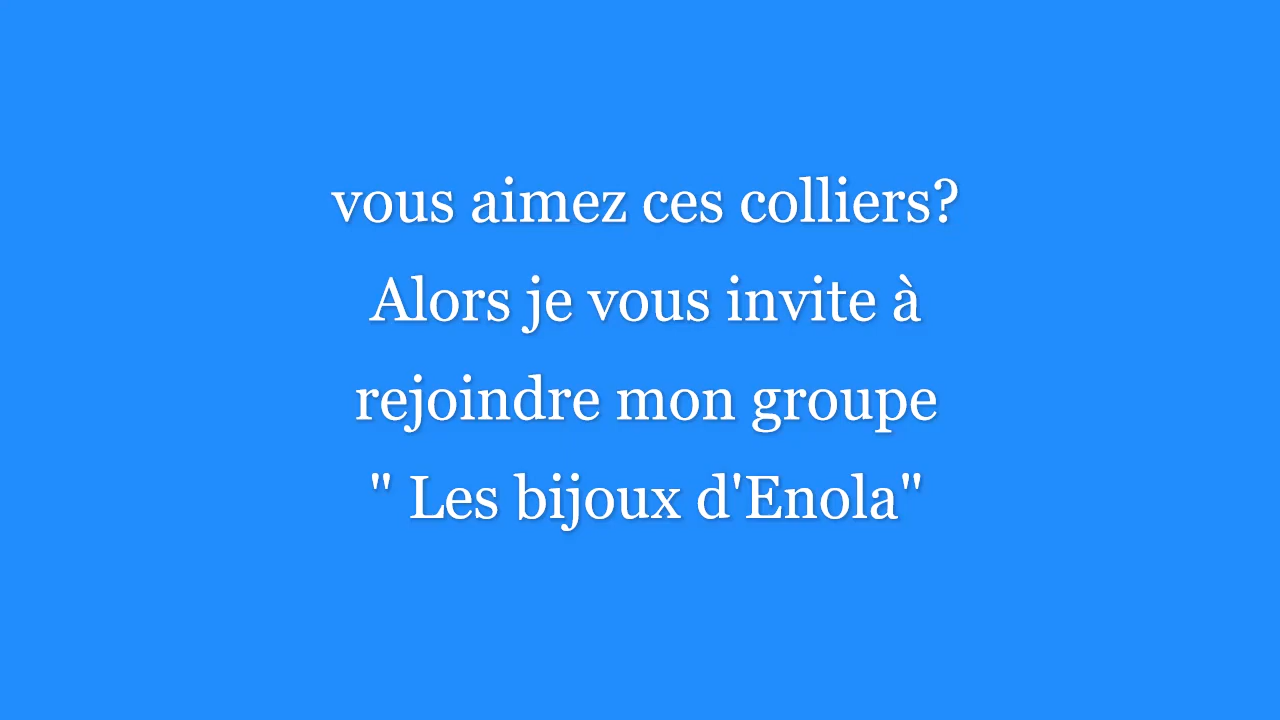 vous aimez ces colliers?
Alors je vous invite à
rejoindre mon groupe
" Les bijoux d'Enola"